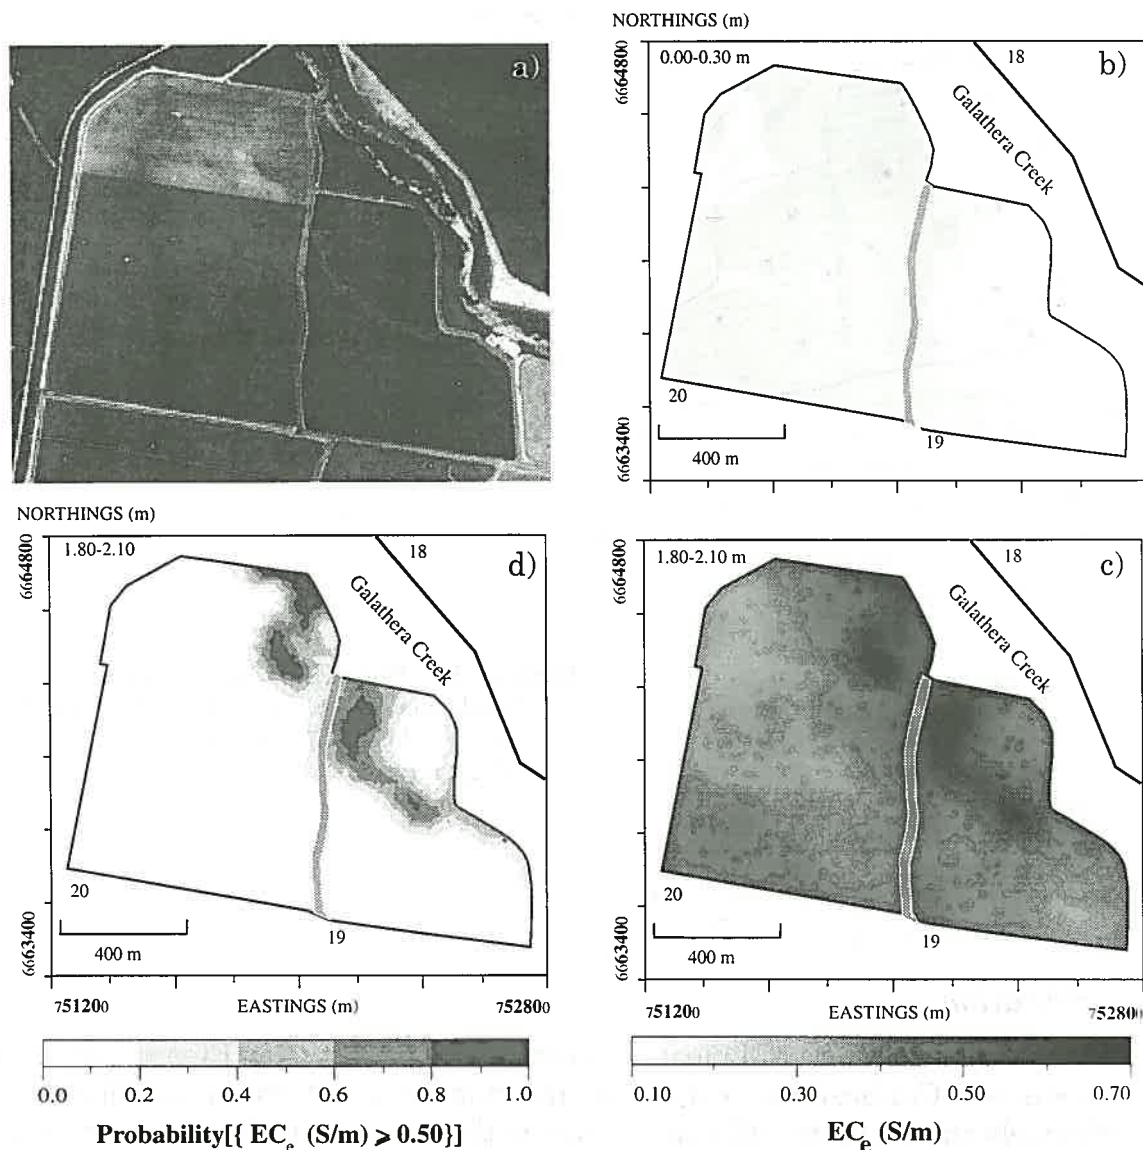 a)
NORTHINGS (m)
6664800
0.00-0.30 m
18
b)
Galathera Creek
20
400 m
19
6663400
NORTHINGS (m)
6664800
1.80-2.10
18
d)
Galathera Creek
20
400 m
19
6663400
751200
EASTINGS (m)
752800
0.0 0.2 0.4 0.6 0.8 1.0
Probability[{ ECe (S/m) ≥ 0.50}]
6664800
1.80-2.10 m
18
c)
Galathera Creek
20
400 m
19
6663400
751200
EASTINGS (m)
752800
0.10 0.30 0.50 0.70
ECe (S/m)